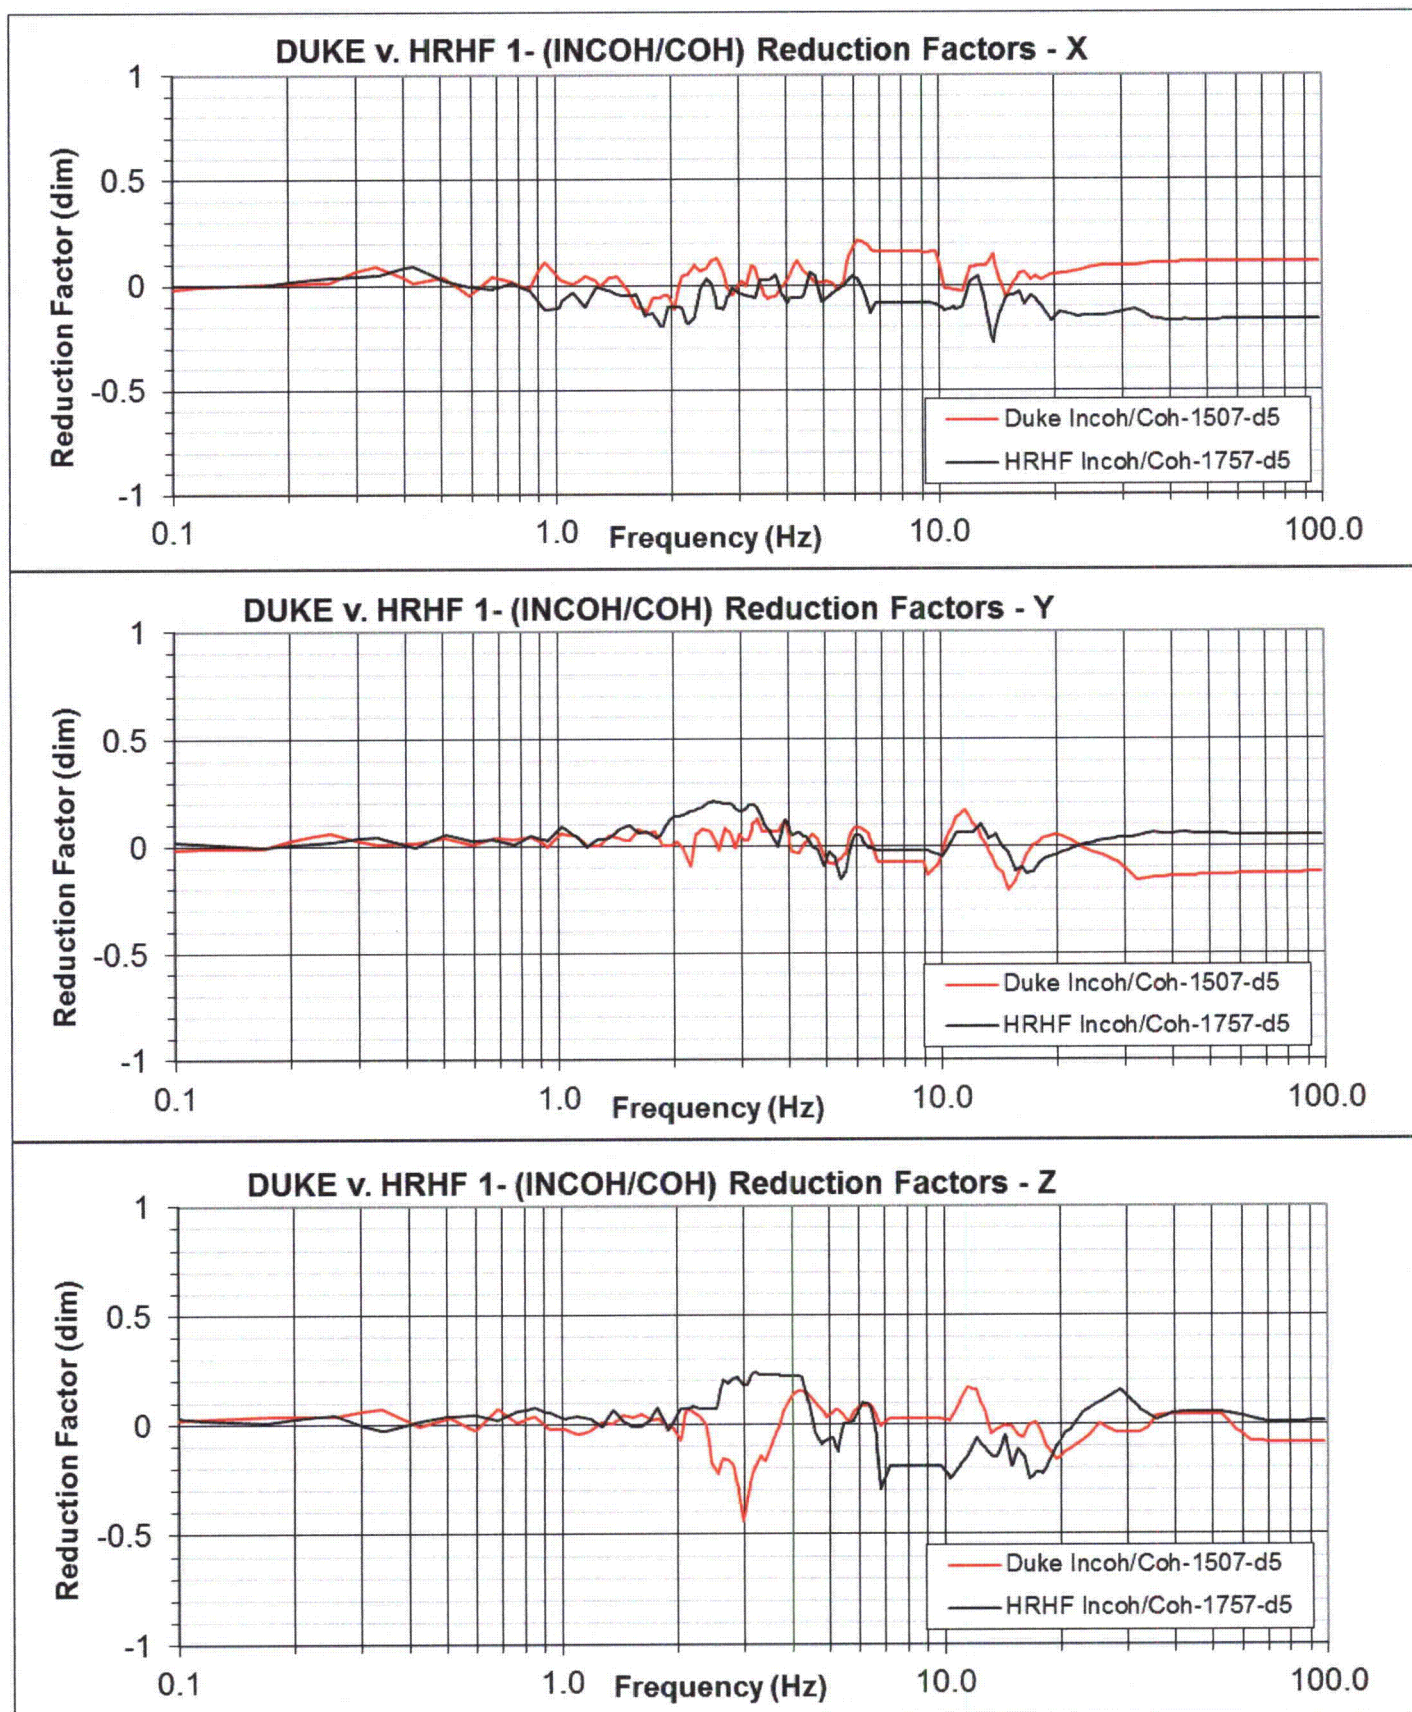 DUKE v. HRHF 1- (INCOH/COH) Reduction Factors - X
1
0.5
0
-0.5
-1
Reduction Factor (dim)
Duke Incoh/Coh-1507-d5
HRHF Incoh/Coh-1757-d5
0.1
1.0
10.0
100.0
Frequency (Hz)
DUKE v. HRHF 1- (INCOH/COH) Reduction Factors - Y
1
0.5
0
-0.5
-1
Reduction Factor (dim)
Duke Incoh/Coh-1507-d5
HRHF Incoh/Coh-1757-d5
0.1
1.0
10.0
100.0
Frequency (Hz)
DUKE v. HRHF 1- (INCOH/COH) Reduction Factors - Z
1
0.5
0
-0.5
-1
Reduction Factor (dim)
Duke Incoh/Coh-1507-d5
HRHF Incoh/Coh-1757-d5
0.1
1.0
10.0
100.0
Frequency (Hz)